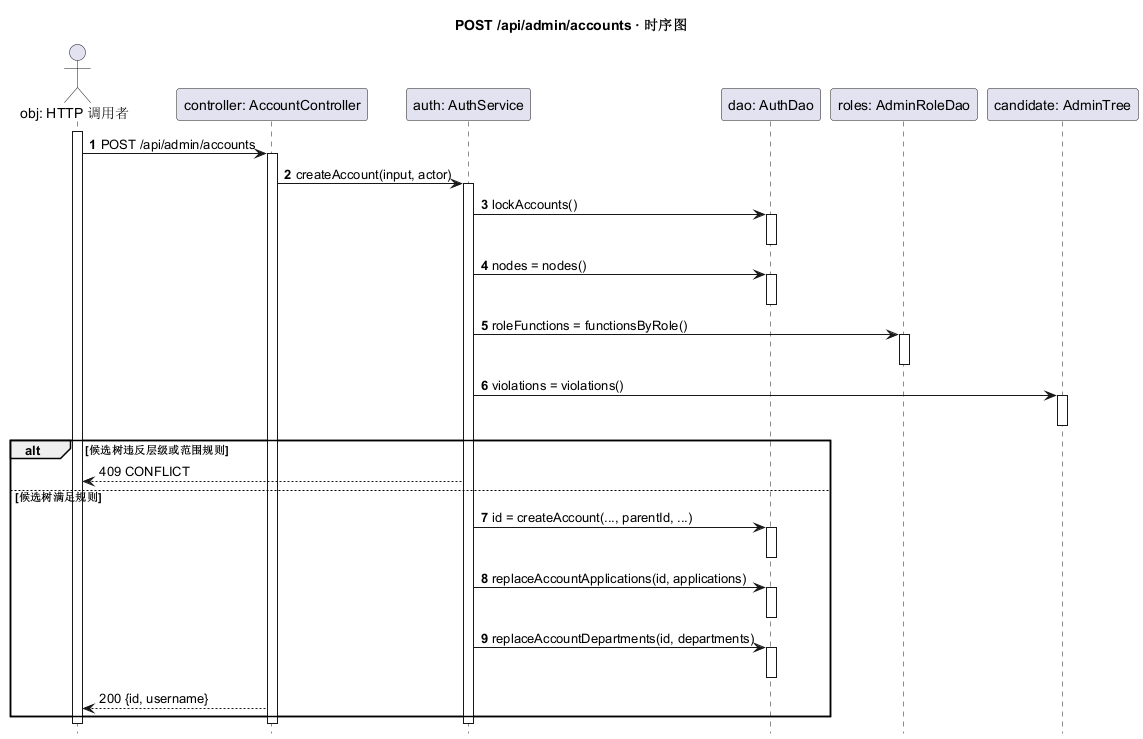 POST /api/admin/accounts · 时序图
obj: HTTP 调用者
controller: AccountController
auth: AuthService
dao: AuthDao
roles: AdminRoleDao
candidate: AdminTree
1 POST /api/admin/accounts
2 createAccount(input, actor)
3 lockAccounts()
4 nodes = nodes()
5 roleFunctions = functionsByRole()
6 violations = violations()
alt [候选树违反层级或范围规则]
409 CONFLICT
[候选树满足规则]
7 id = createAccount(..., parentId, ...)
8 replaceAccountApplications(id, applications)
9 replaceAccountDepartments(id, departments)
200 {id, username}